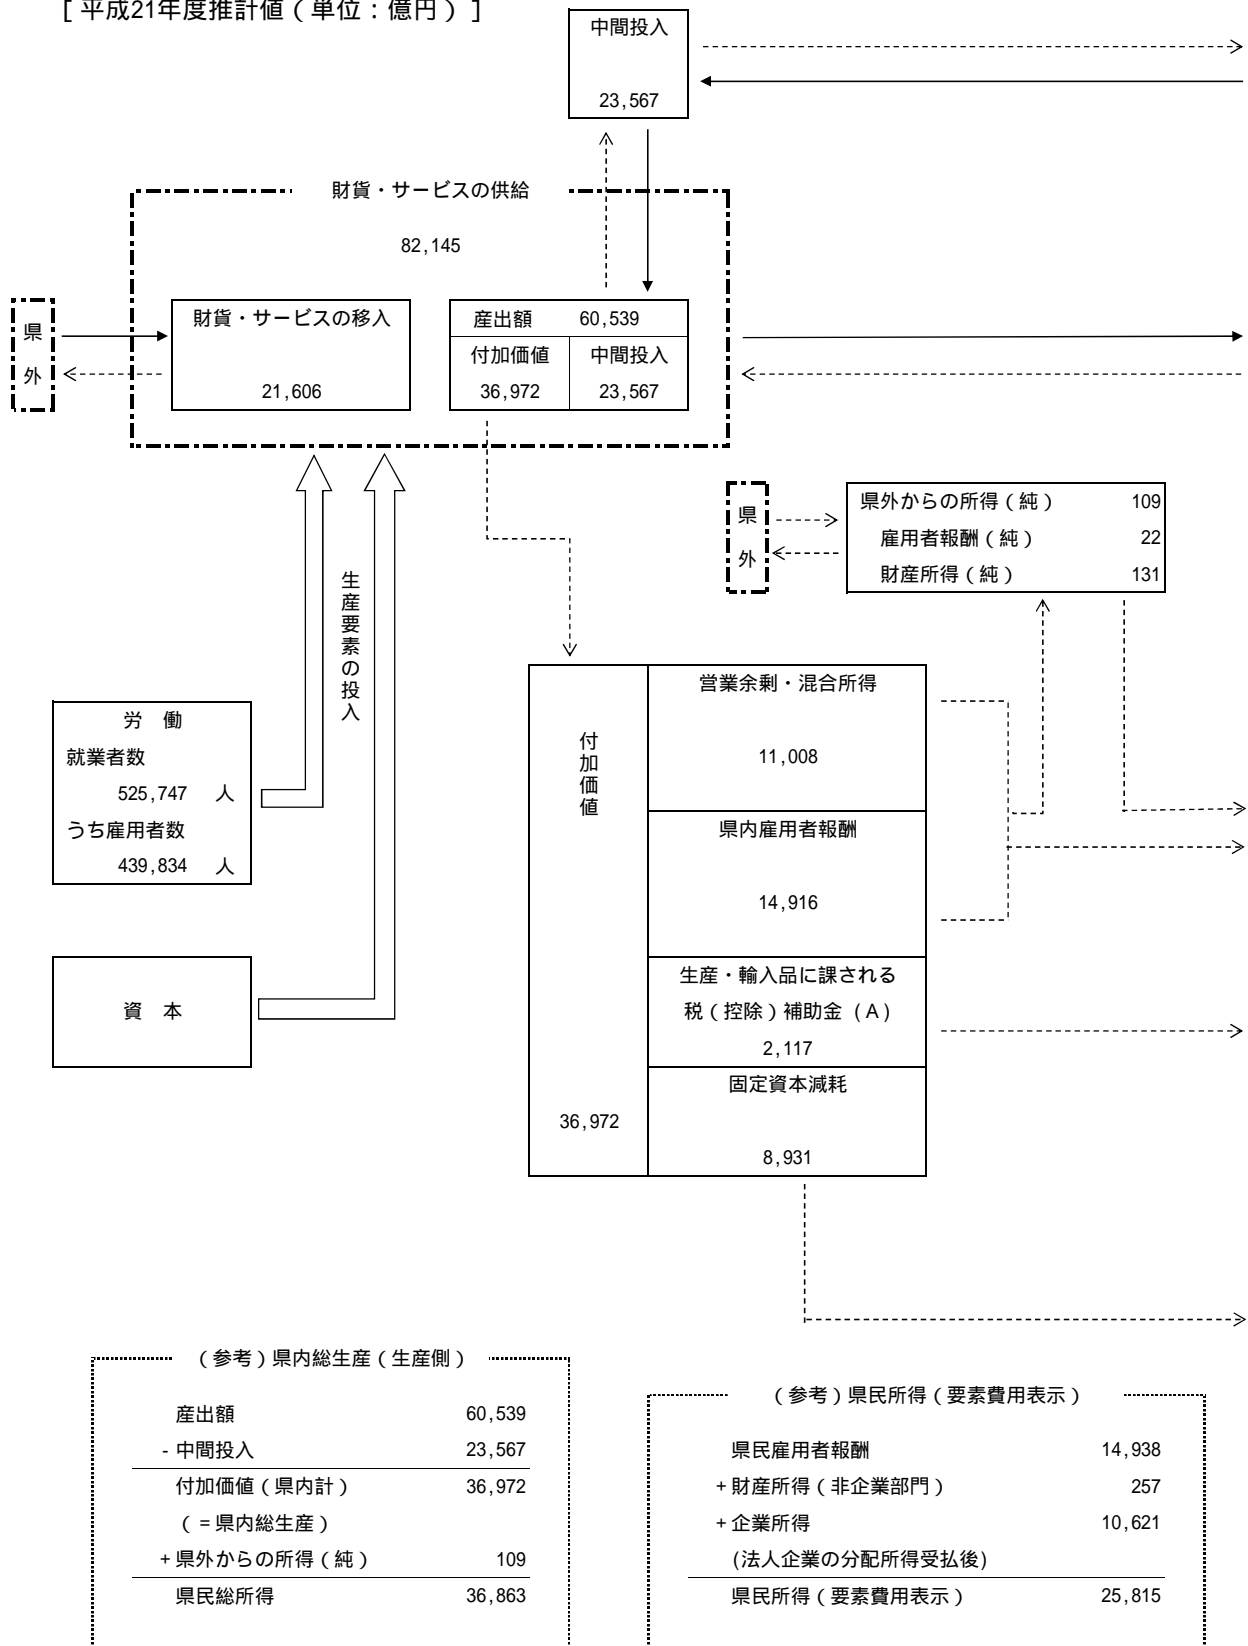 [ 平成21年度推計値 ( 単位：億円 ) ]
中間投入
23,567
財貨・サービスの供給
82,145
県
外
財貨・サービスの移入
21,606
産出額 60,539
付加価値 中間投入
36,972 23,567
県
外
県外からの所得 ( 純 ) 109
雇用者報酬 ( 純 ) 22
財産所得 ( 純 ) 131
生産要素の投入
労 働
就業者数
525,747 人
うち雇用者数
439,834 人
資 本
付加価値
36,972
営業余剰・混合所得
11,008
県内雇用者報酬
14,916
生産・輸入品に課される
税 ( 控除 ) 補助金 ( A )
2,117
固定資本減耗
8,931
( 参考 ) 県内総生産 ( 生産側 )
産出額 60,539
- 中間投入 23,567
付加価値 ( 県内計 ) 36,972
( = 県内総生産 )
+ 県外からの所得 ( 純 ) 109
県民総所得 36,863
( 参考 ) 県民所得 ( 要素費用表示 )
県民雇用者報酬 14,938
+ 財産所得 ( 非企業部門 ) 257
+ 企業所得 10,621
(法人企業の分配所得受払後)
県民所得 ( 要素費用表示 ) 25,815